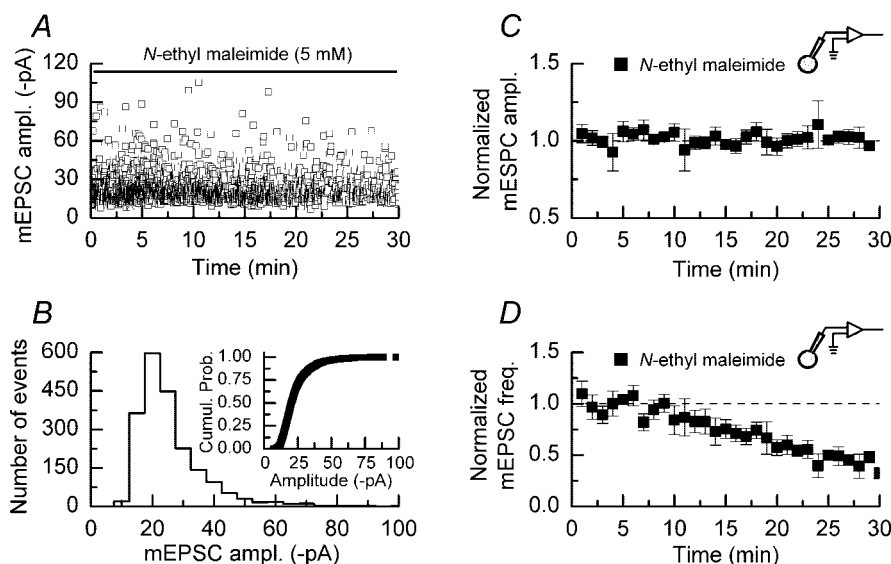 A
N-ethyl maleimide (5 mM)
mEPSC ampl. (-pA)
120
90
60
30
0
0 5 10 15 20 25 30
Time (min)
B
Number of events
600
450
300
150
0
0 20 40 60 80 100
mEPSC ampl. (-pA)
Cumul. Prob.
1.00
0.75
0.50
0.25
0.00
0 25 50 75 100
Amplitude (-pA)
C
N-ethyl maleimide
Normalized
mESPC ampl.
1.5
1.0
0.5
0 5 10 15 20 25 30
Time (min)
D
N-ethyl maleimide
Normalized
mEPSC freq.
1.5
1.0
0.5
0.0
0 5 10 15 20 25 30
Time (min)